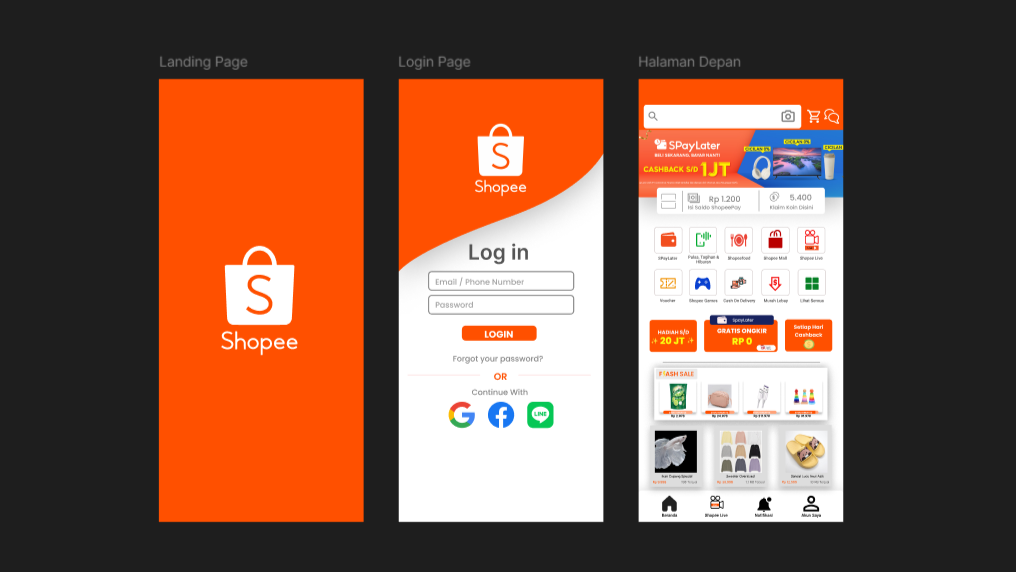 Landing Page
Shopee
Login Page
Shopee
Log in
Email / Phone Number
Password
LOGIN
Forgot your password?
OR
Continue With
LINE
Halaman Depan
SPayLater
BELI SEKARANG, BAYAR NANTI
CASHBACK S/D 1JT
Rp 1.200
Isi Saldo ShopeePay
5.400
Klaim Koin Disini
SPayLater
Pulsa, Tagihan & Hiburan
ShopeeFood
Shopee Mall
Shopee Live
Voucher
Shopee Games
Cash On Delivery
Murah Lebay
Lihat Semua
HADIAH S/D
20 JT
SpayLater
GRATIS ONGKIR
RP 0
Setiap Hari
Cashback
FLASH SALE
Beranda
Shopee Live
Notifikasi
Akun Saya